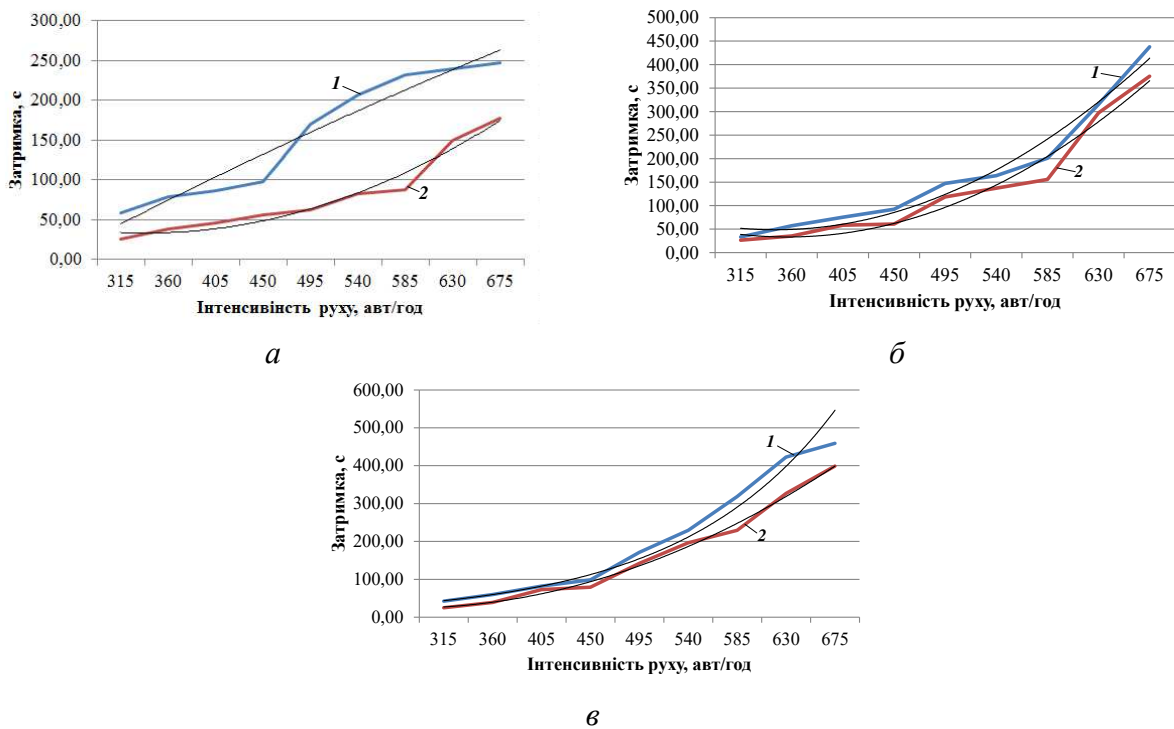 300,00
250,00
200,00
150,00
100,00
50,00
0,00
Затримка, с
1
2
315 360 405 450 495 540 585 630 675
Інтенсивінсть руху, авт/год
а
500,00
450,00
400,00
350,00
300,00
250,00
200,00
150,00
100,00
50,00
0,00
Затримка, с
1
2
315 360 405 450 495 540 585 630 675
Інтенсивність руху, авт/год
б
600,00
500,00
400,00
300,00
200,00
100,00
0,00
Затримка, с
1
2
315 360 405 450 495 540 585 630 675
Інтенсивність руху, авт/год
в